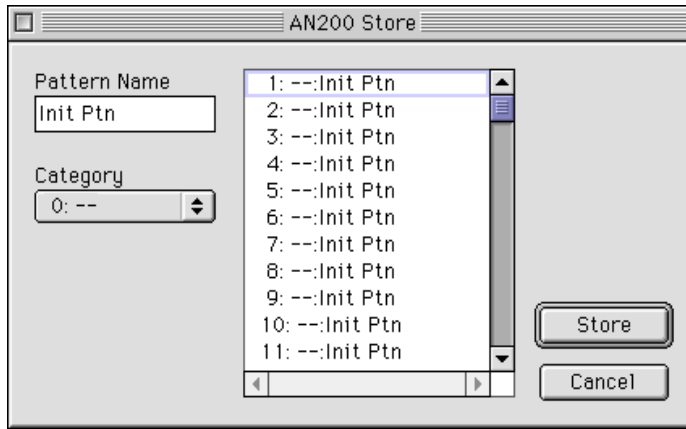 AN200 Store
Pattern Name
Init Ptn
Category
0: --
1: --:Init Ptn
2: --:Init Ptn
3: --:Init Ptn
4: --:Init Ptn
5: --:Init Ptn
6: --:Init Ptn
7: --:Init Ptn
8: --:Init Ptn
9: --:Init Ptn
10: --:Init Ptn
11: --:Init Ptn
Store
Cancel